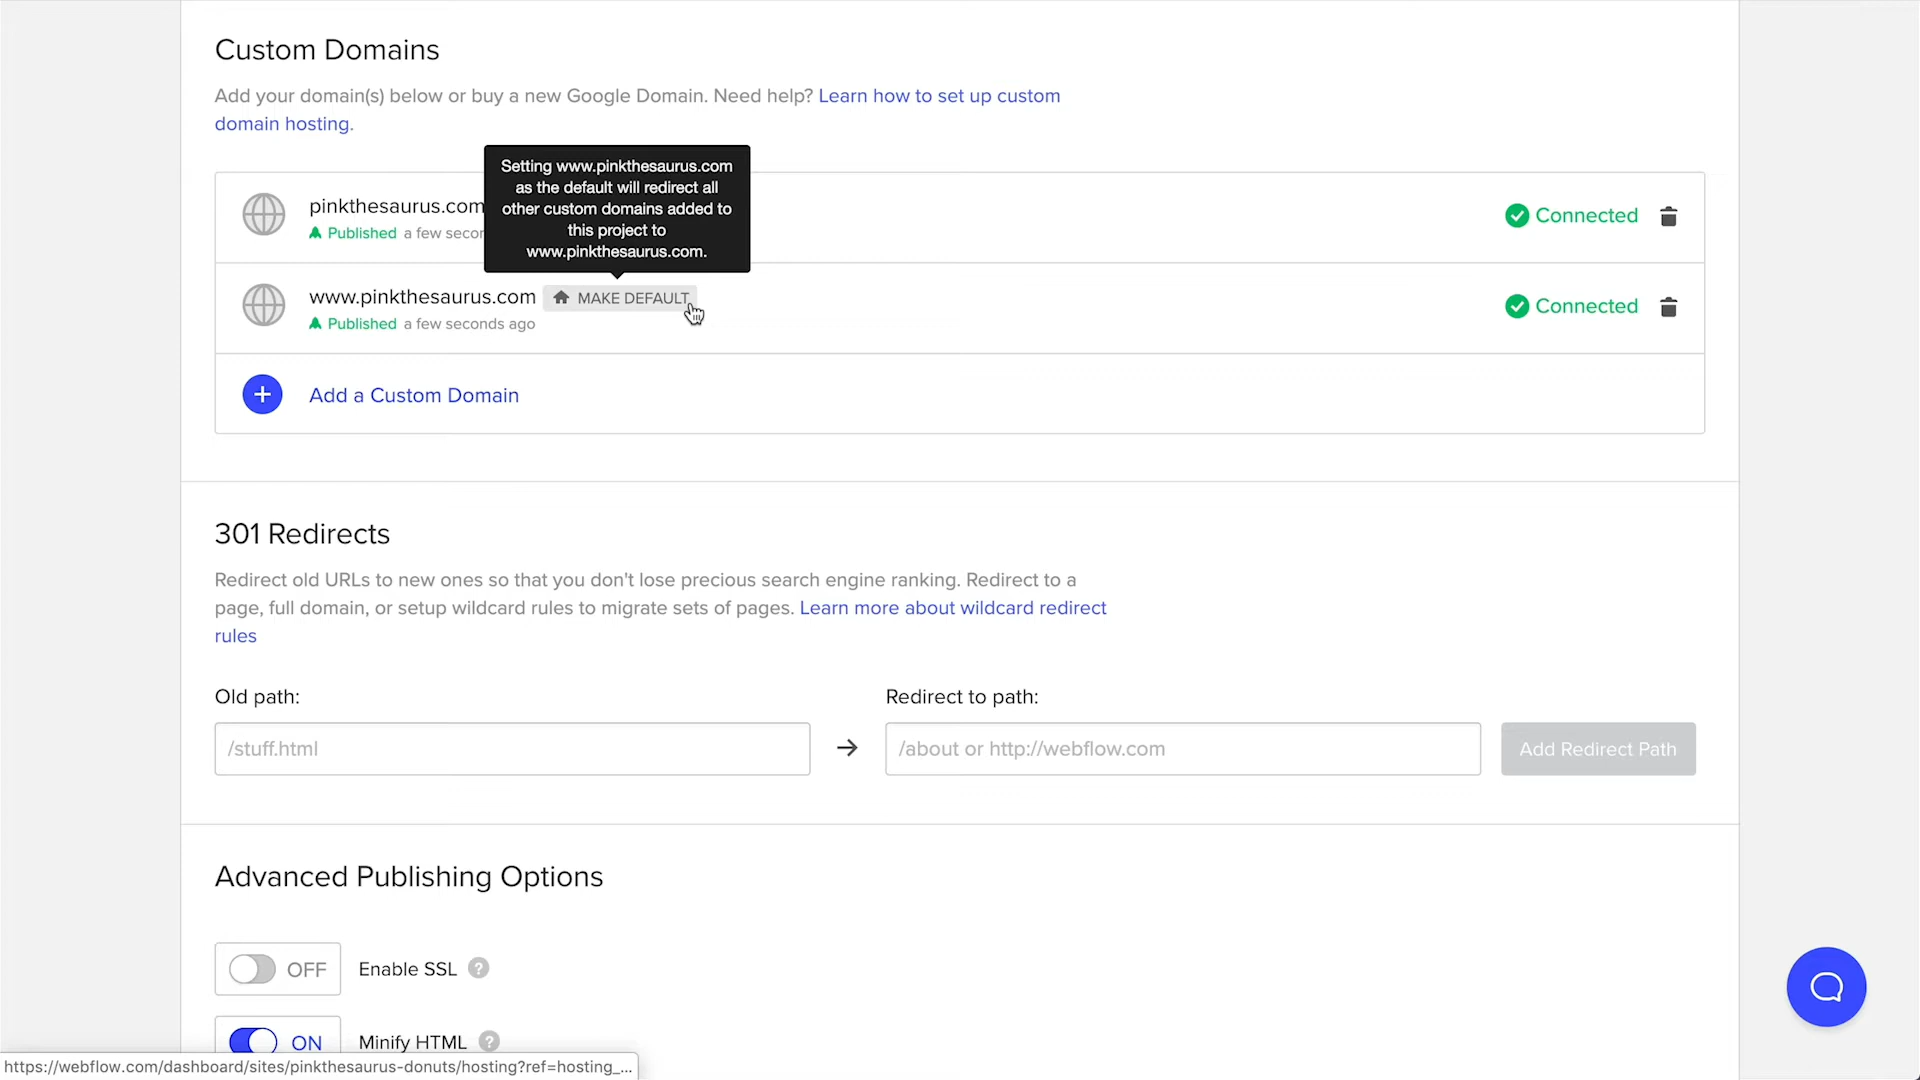 Custom Domains
Add your domain(s) below or buy a new Google Domain. Need help? Learn how to set up custom
domain hosting.
Setting www.pinkthesaurus.com
as the default will redirect all
other custom domains added to
this project to
www.pinkthesaurus.com.
pinkthesaurus.com
Published a few secon
Connected
www.pinkthesaurus.com MAKE DEFAULT
Published a few seconds ago
Connected
Add a Custom Domain
301 Redirects
Redirect old URLs to new ones so that you don't lose precious search engine ranking. Redirect to a
page, full domain, or setup wildcard rules to migrate sets of pages. Learn more about wildcard redirect
rules
Old path:
Redirect to path:
/stuff.html
/about or http://webflow.com
Add Redirect Path
Advanced Publishing Options
OFF Enable SSL ?
ON Minify HTML ?
https://webflow.com/dashboard/sites/pinkthesaurus-donuts/hosting?ref=hosting_...